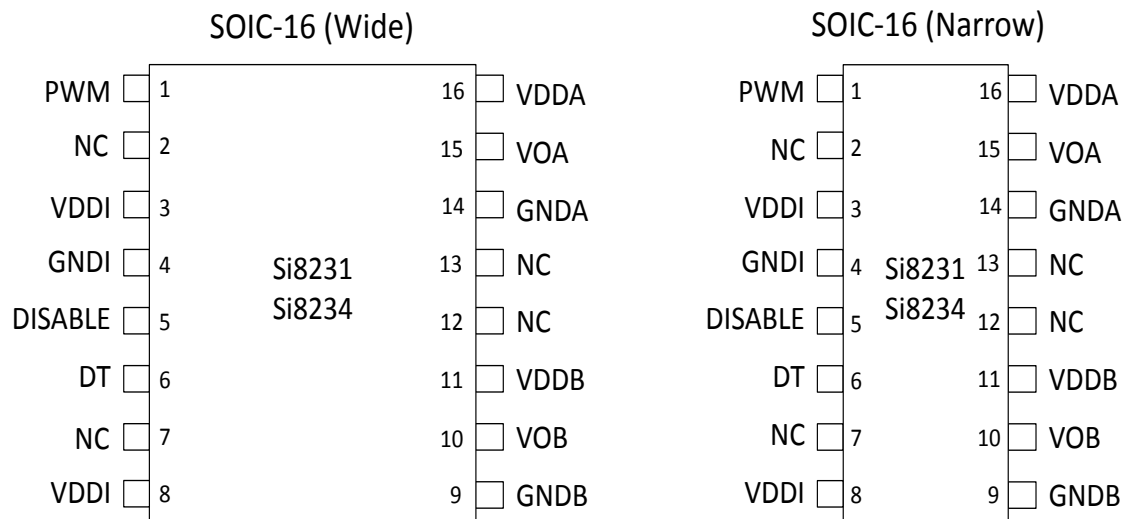 SOIC-16 (Wide)
PWM 1 16 VDDA
NC 2 15 VOA
VDDI 3 14 GNDA
GNDI 4 13 NC
Si8231
Si8234
DISABLE 5 12 NC
DT 6 11 VDDB
NC 7 10 VOB
VDDI 8 9 GNDB
SOIC-16 (Narrow)
PWM 1 16 VDDA
NC 2 15 VOA
VDDI 3 14 GNDA
GNDI 4 13 NC
Si8231
Si8234
DISABLE 5 12 NC
DT 6 11 VDDB
NC 7 10 VOB
VDDI 8 9 GNDB